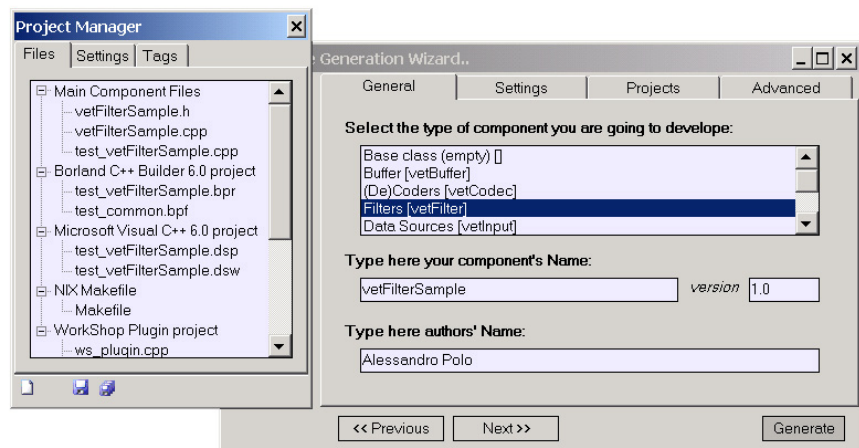 Project Manager
Files Settings Tags
Main Component Files
vetFilterSample.h
vetFilterSample.cpp
test_vetFilterSample.cpp
Borland C++ Builder 6.0 project
test_vetFilterSample.bpr
test_common.bpf
Microsoft Visual C++ 6.0 project
test_vetFilterSample.dsp
test_vetFilterSample.dsw
NIX Makefile
Makefile
WorkShop Plugin project
ws_plugin.cpp
Generation Wizard..
General Settings Projects Advanced
Select the type of component you are going to develope:
Base class (empty) []
Buffer [vetBuffer]
(De)Coders [vetCodec]
Filters [vetFilter]
Data Sources [vetInput]
Type here your component's Name:
vetFilterSample version 1.0
Type here authors' Name:
Alessandro Polo
<< Previous Next >> Generate